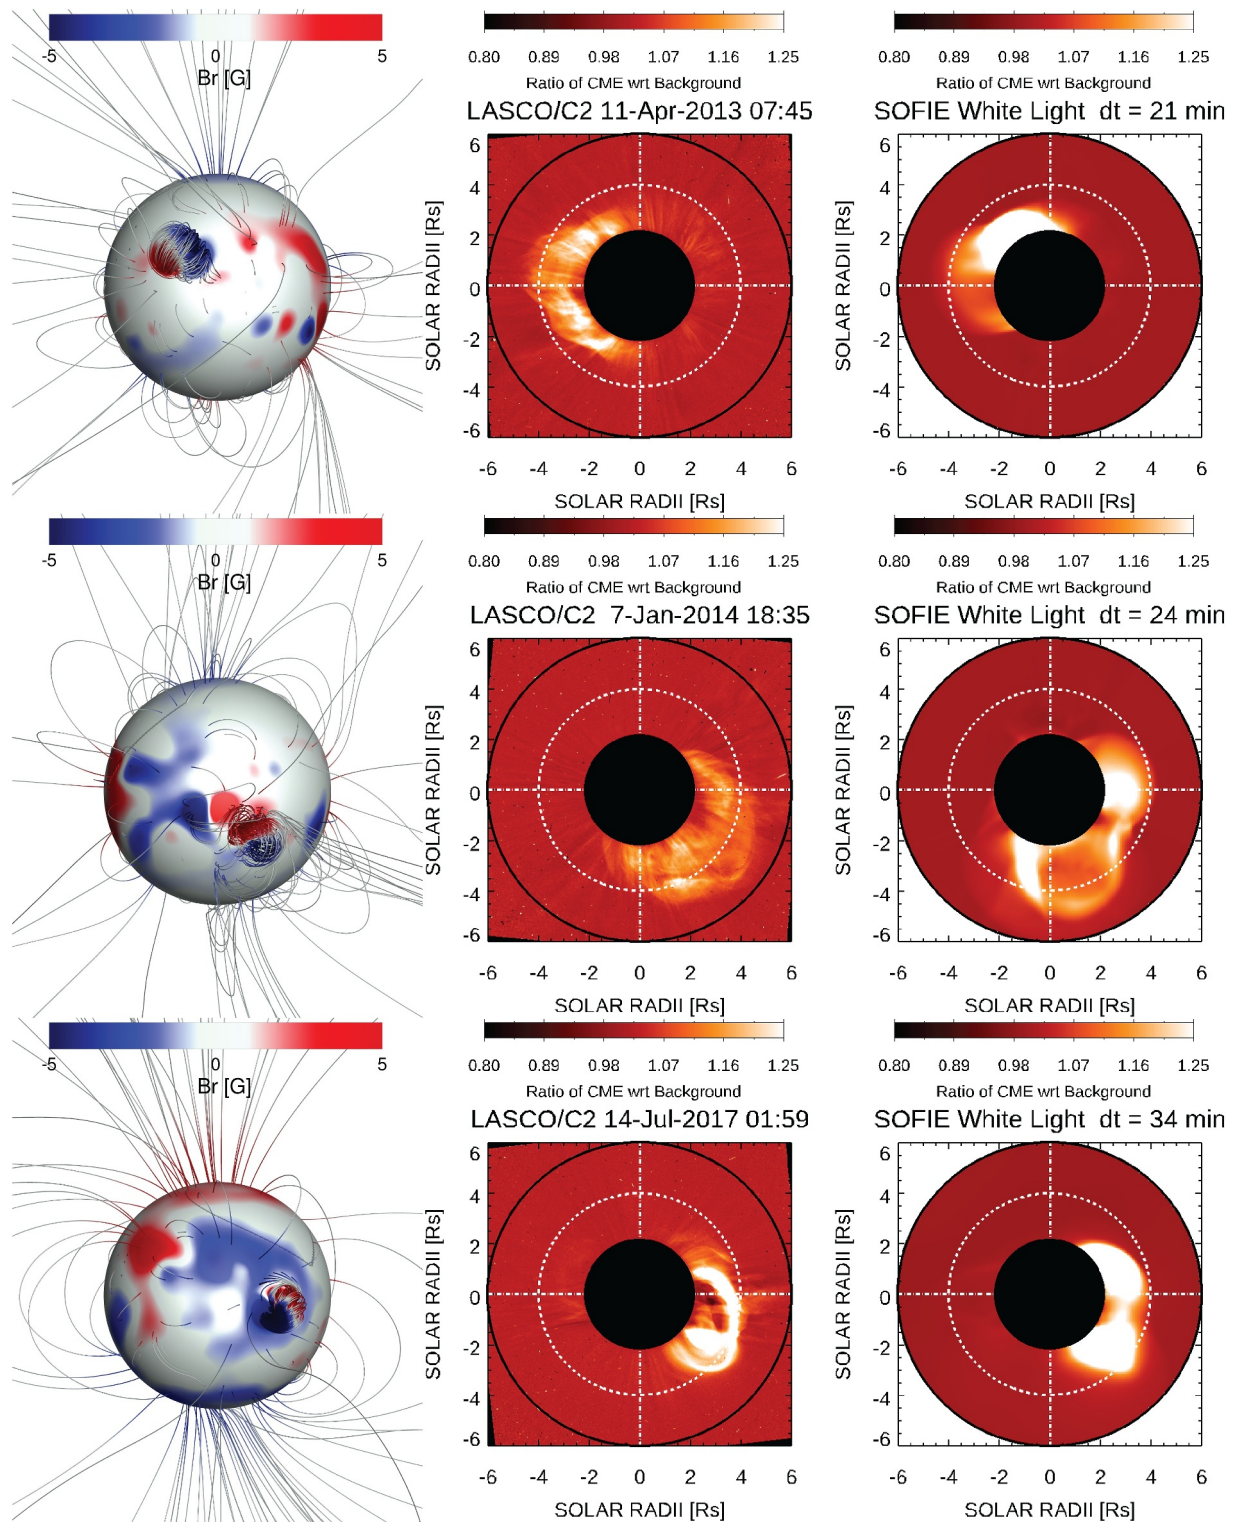 -5 0 5
Br [G]
0.80 0.89 0.98 1.07 1.16 1.25
Ratio of CME wrt Background
LASCO/C2 11-Apr-2013 07:45
SOLAR RADII [Rs]
6
4
2
0
-2
-4
-6
-6 -4 -2 0 2 4 6
SOLAR RADII [Rs]
0.80 0.89 0.98 1.07 1.16 1.25
Ratio of CME wrt Background
SOFIE White Light dt = 21 min
SOLAR RADII [Rs]
6
4
2
0
-2
-4
-6
-6 -4 -2 0 2 4 6
SOLAR RADII [Rs]
-5 0 5
Br [G]
0.80 0.89 0.98 1.07 1.16 1.25
Ratio of CME wrt Background
LASCO/C2 7-Jan-2014 18:35
SOLAR RADII [Rs]
6
4
2
0
-2
-4
-6
-6 -4 -2 0 2 4 6
SOLAR RADII [Rs]
0.80 0.89 0.98 1.07 1.16 1.25
Ratio of CME wrt Background
SOFIE White Light dt = 24 min
SOLAR RADII [Rs]
6
4
2
0
-2
-4
-6
-6 -4 -2 0 2 4 6
SOLAR RADII [Rs]
-5 0 5
Br [G]
0.80 0.89 0.98 1.07 1.16 1.25
Ratio of CME wrt Background
LASCO/C2 14-Jul-2017 01:59
SOLAR RADII [Rs]
6
4
2
0
-2
-4
-6
-6 -4 -2 0 2 4 6
SOLAR RADII [Rs]
0.80 0.89 0.98 1.07 1.16 1.25
Ratio of CME wrt Background
SOFIE White Light dt = 34 min
SOLAR RADII [Rs]
6
4
2
0
-2
-4
-6
-6 -4 -2 0 2 4 6
SOLAR RADII [Rs]